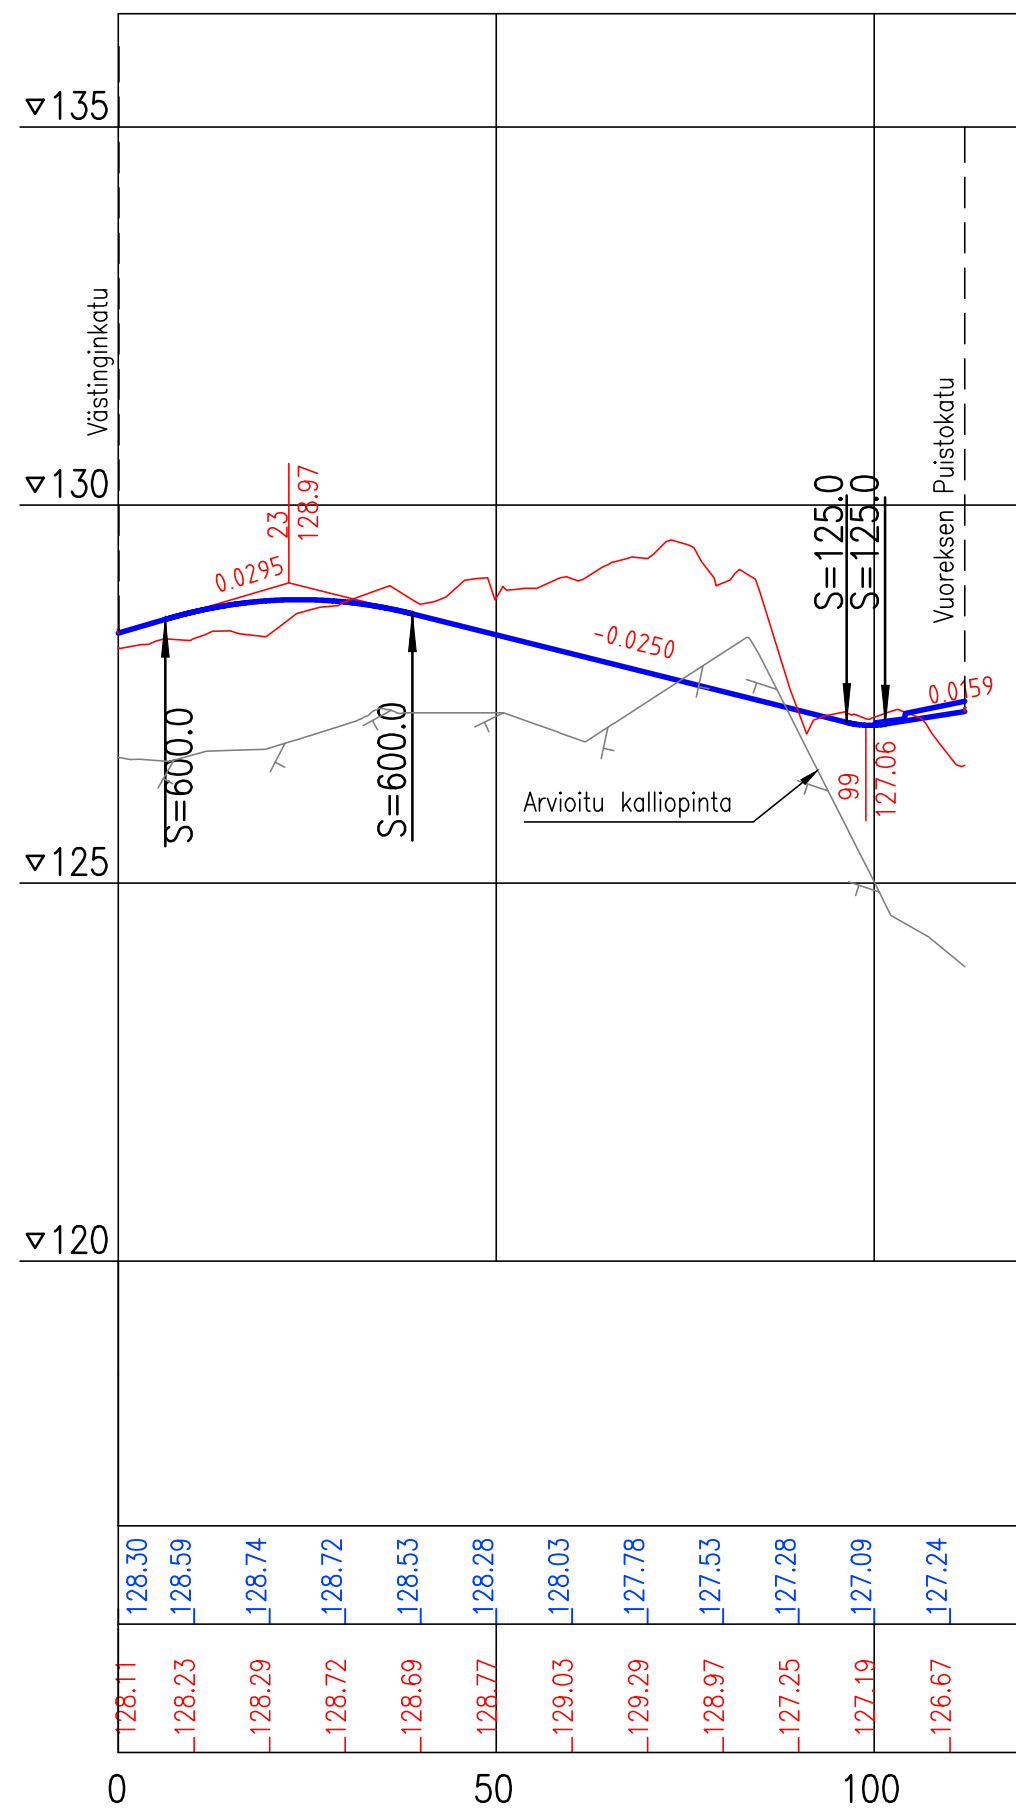 ▽135
Västinginkatu
▽130
23
128.97
0.0295
S=125.0
S=125.0
Vuoreksen Puistokatu
-0.0250
0.0159
S=600.0
S=600.0
Arvioitu kalliopinta
99
127.06
▽125
▽120
128.30 128.59 128.74 128.72 128.53 128.28 128.03 127.78 127.53 127.28 127.09 127.24
128.11 128.23 128.29 128.72 128.69 128.77 129.03 129.29 128.97 127.25 127.19 126.67
0 50 100